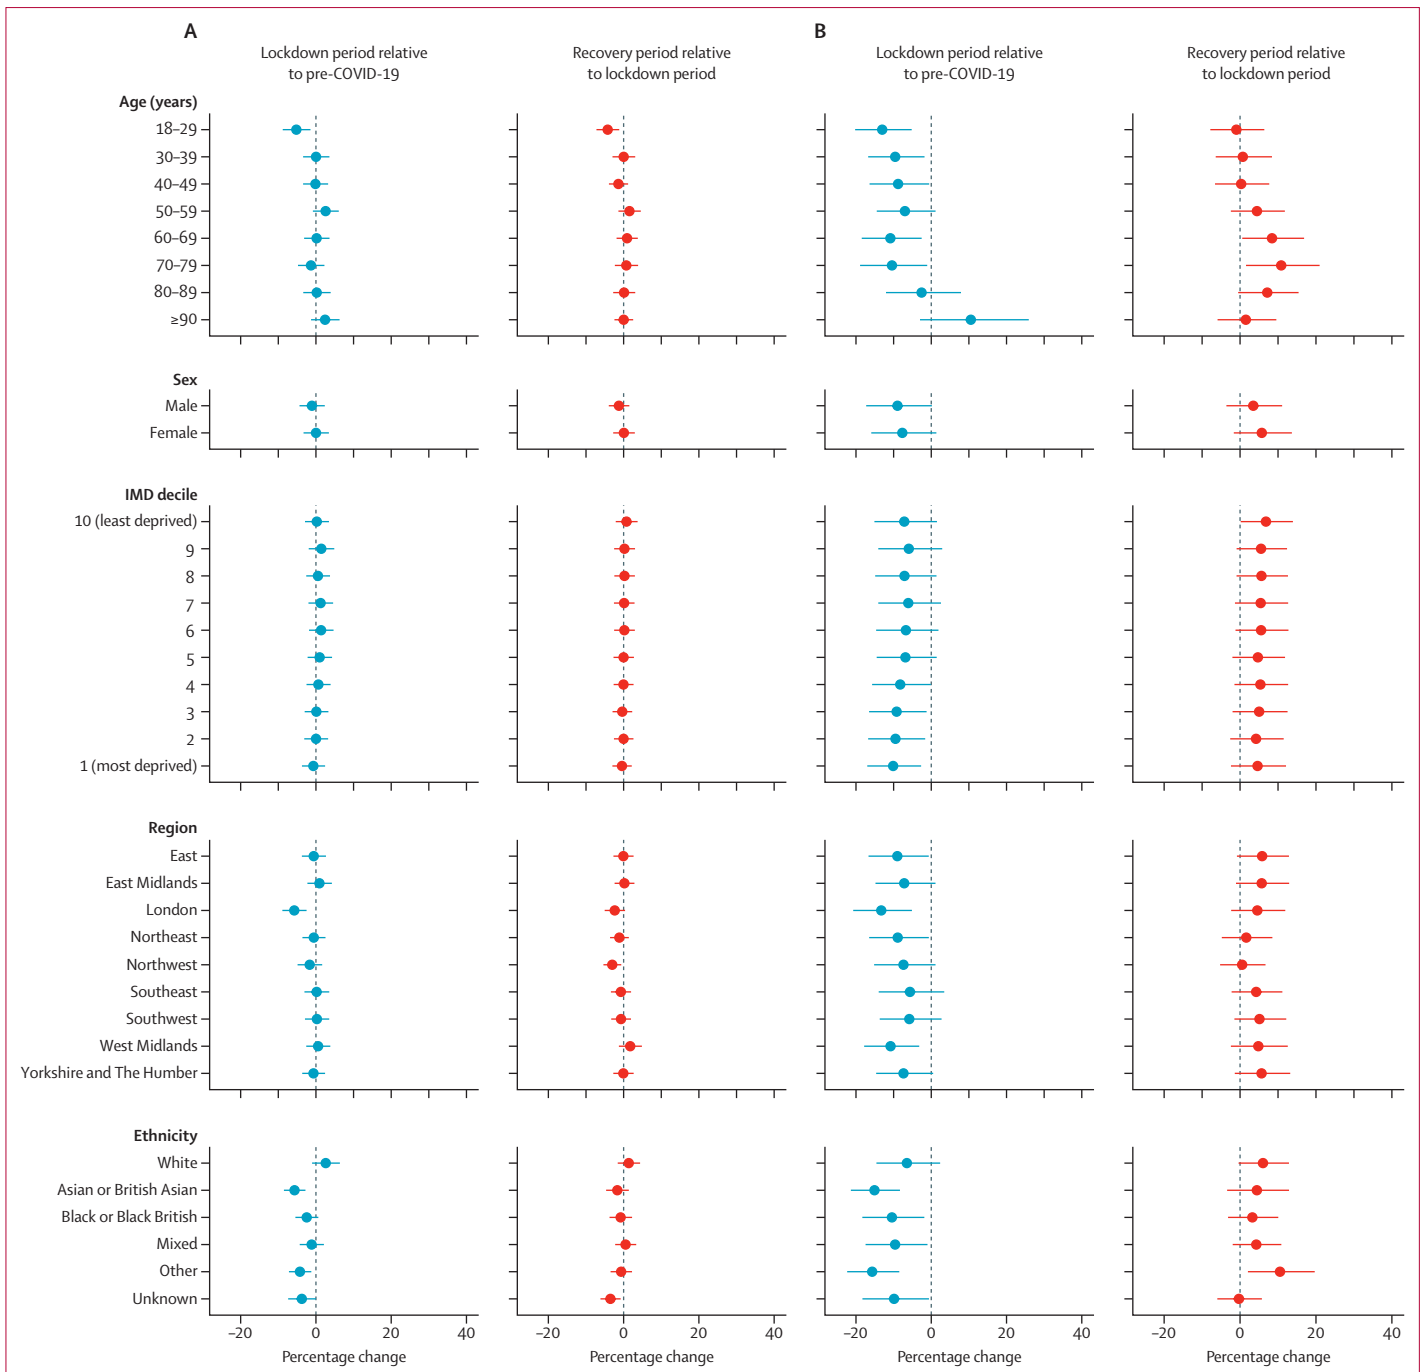 A
B
Lockdown period relative
to pre-COVID-19
Recovery period relative
to lockdown period
Lockdown period relative
to pre-COVID-19
Recovery period relative
to lockdown period
Age (years)
18–29
30–39
40–49
50–59
60–69
70–79
80–89
≥90
Sex
Male
Female
IMD decile
10 (least deprived)
9
8
7
6
5
4
3
2
1 (most deprived)
Region
East
East Midlands
London
Northeast
Northwest
Southeast
Southwest
West Midlands
Yorkshire and The Humber
Ethnicity
White
Asian or British Asian
Black or Black British
Mixed
Other
Unknown
–20 0 20 40
–20 0 20 40
–20 0 20 40
–20 0 20 40
Percentage change
Percentage change
Percentage change
Percentage change